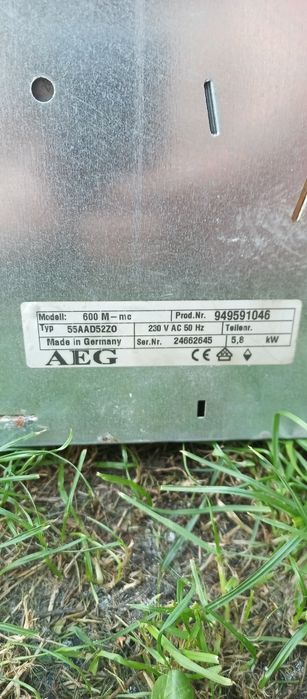 Modell: 600 M-mc Prod.Nr. 949591046
Typ 55AAD52ZO 230 V AC 50 Hz Teilenr.
Made in Germany Ser.Nr. 24662645 5,8 kW
AEG CE